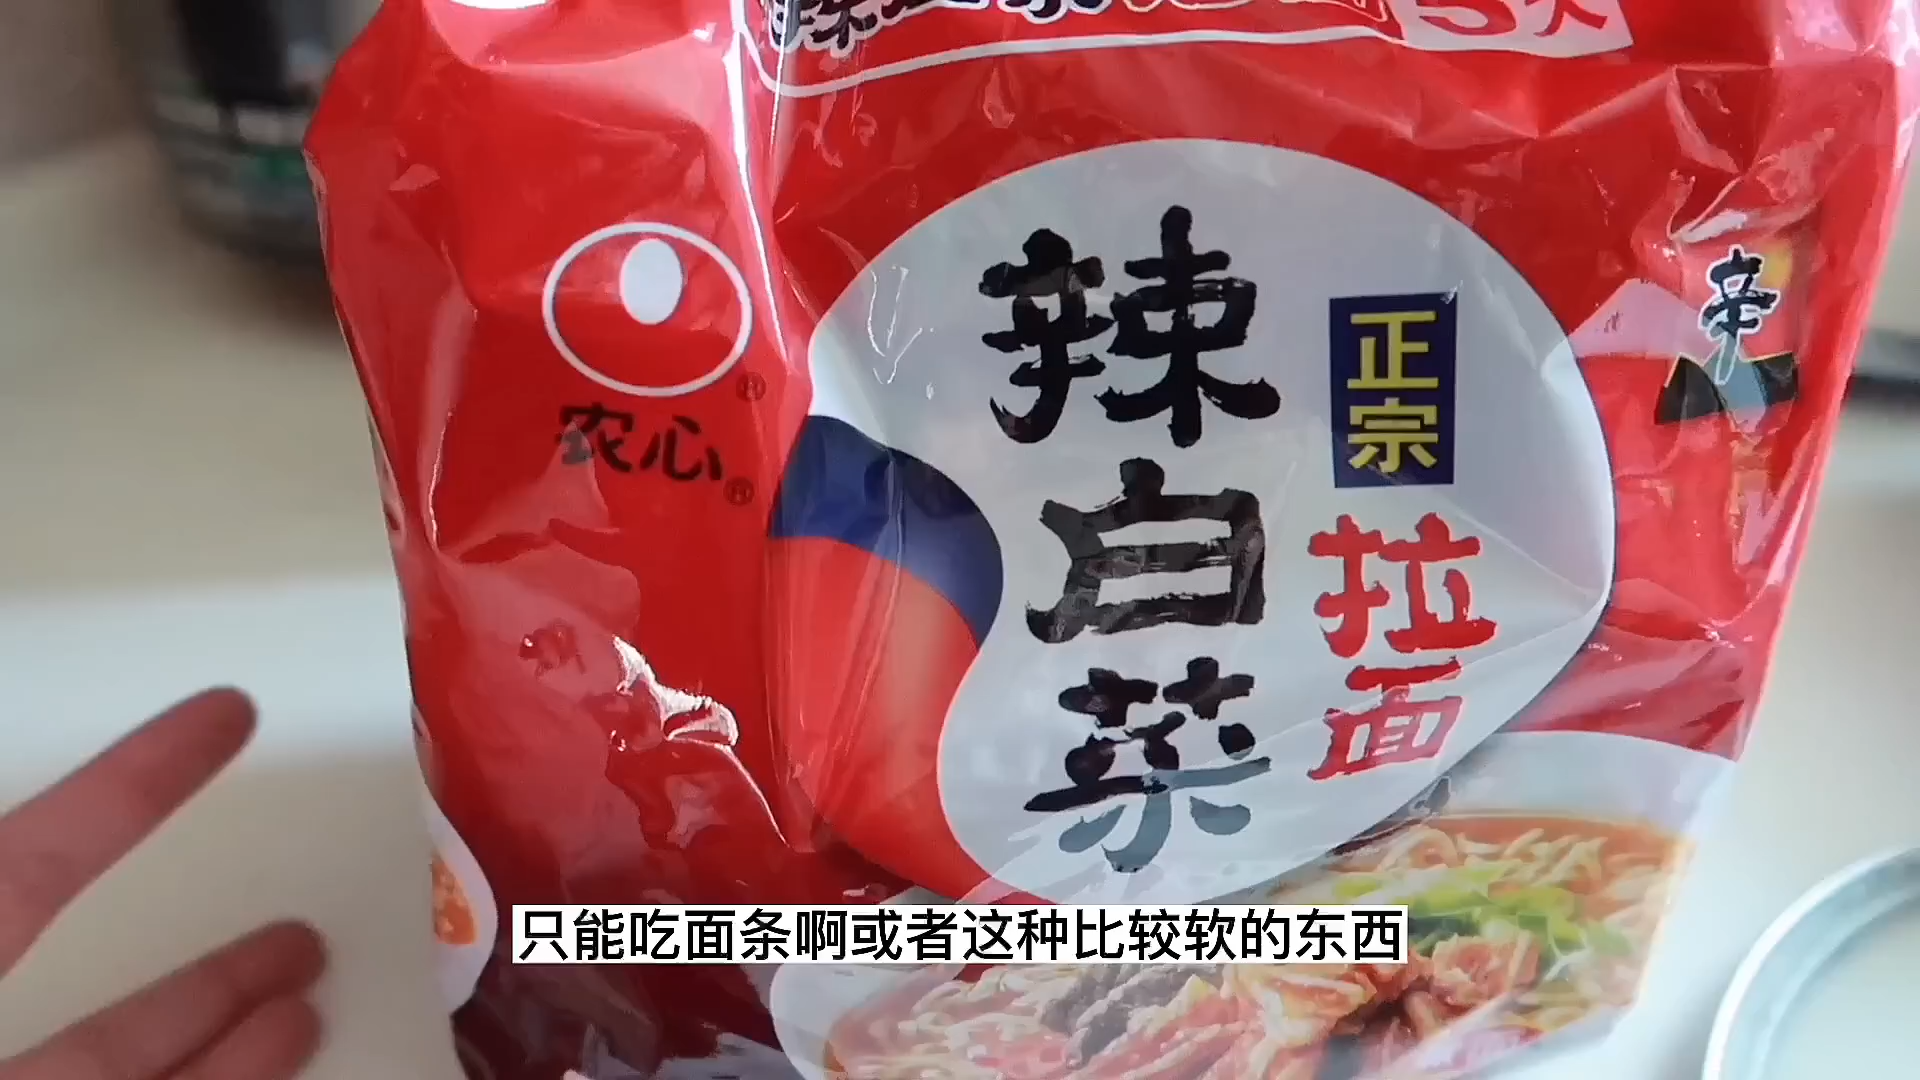 农心
辣白菜
正宗
拉面
辛
只能吃面条啊或者这种比较软的东西